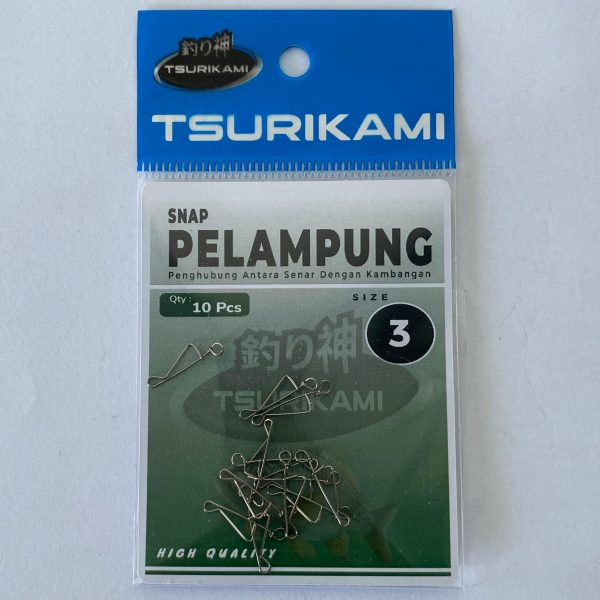 釣り神
TSURIKAMI
TSURIKAMI
SNAP
PELAMPUNG
Penghubung Antara Senar Dengan Kambangan
Qty :
10 Pcs
SIZE
3
釣り神
TSURIKAMI
HIGH QUALITY